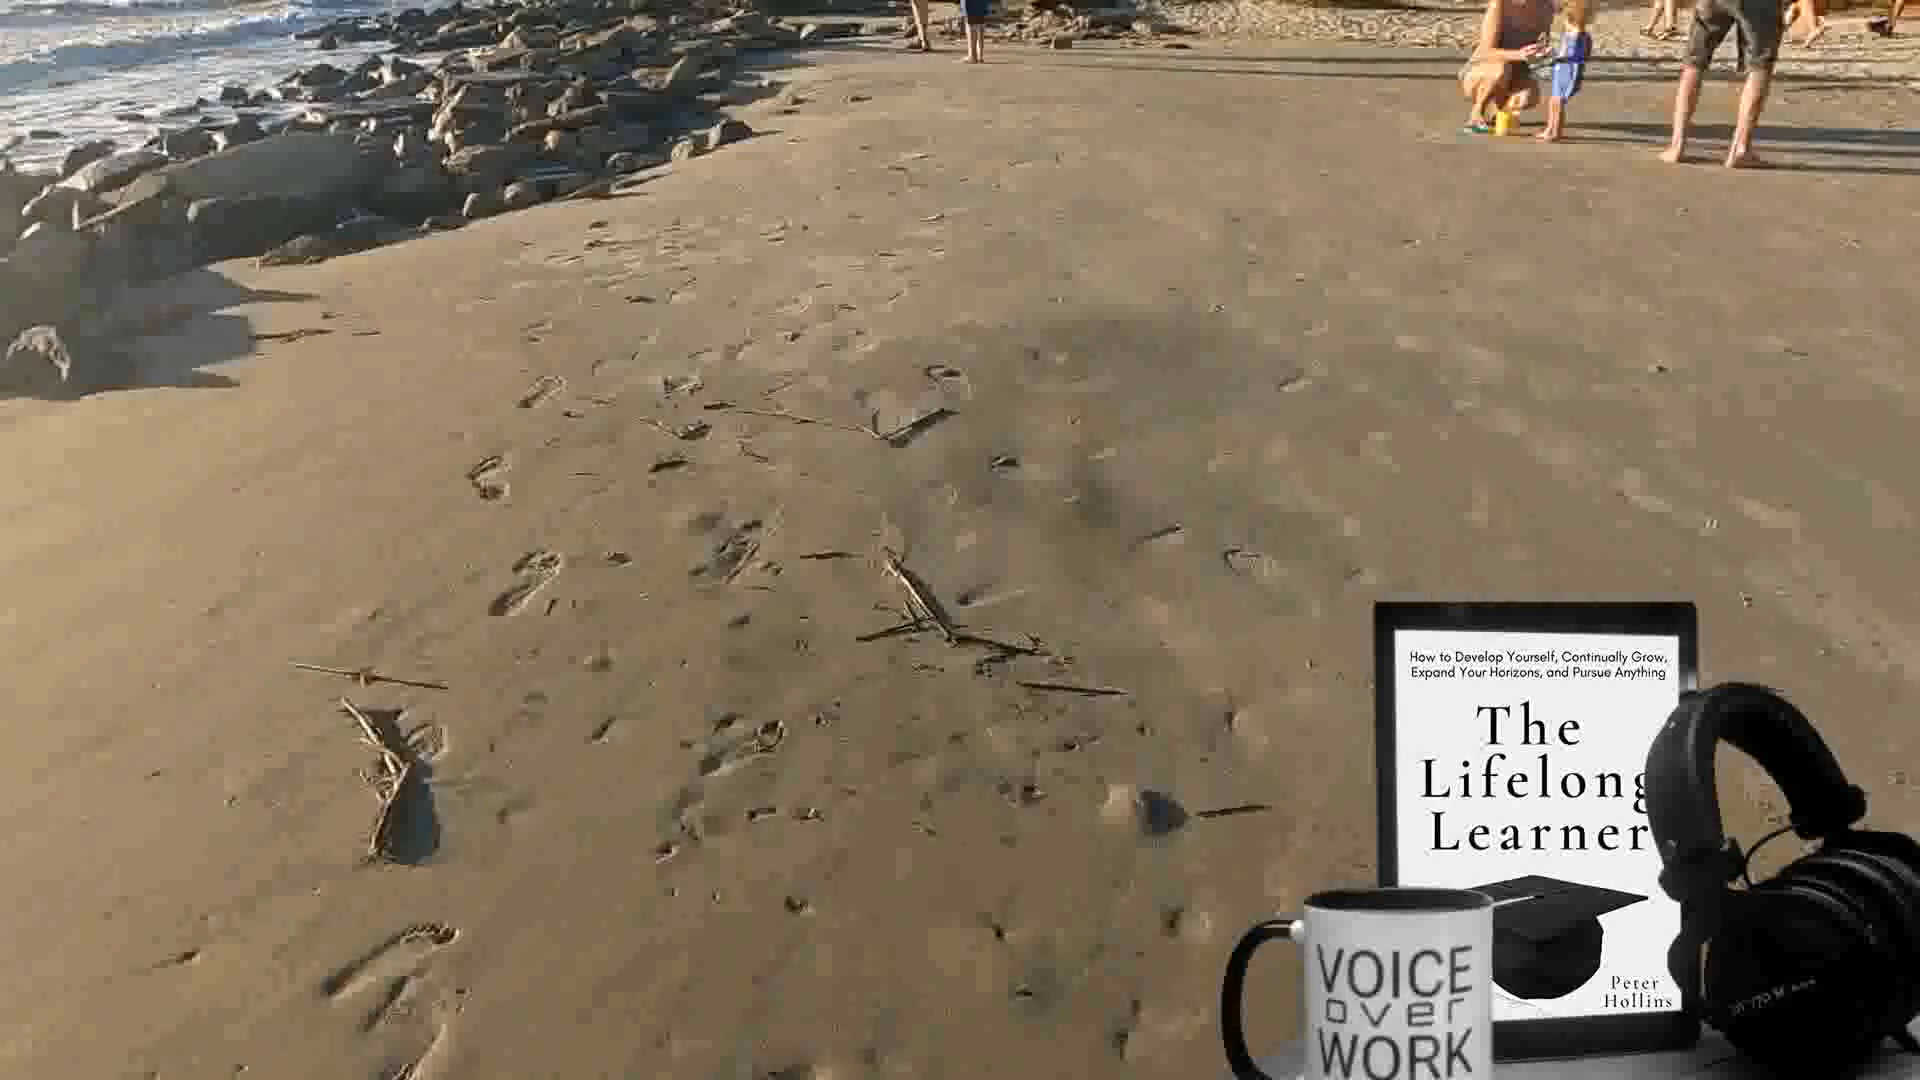 How to Develop Yourself, Continually Grow,
Expand Your Horizons, and Pursue Anything
The
Lifelong
Learner
Peter
Hollins
VOICE
over
WORK